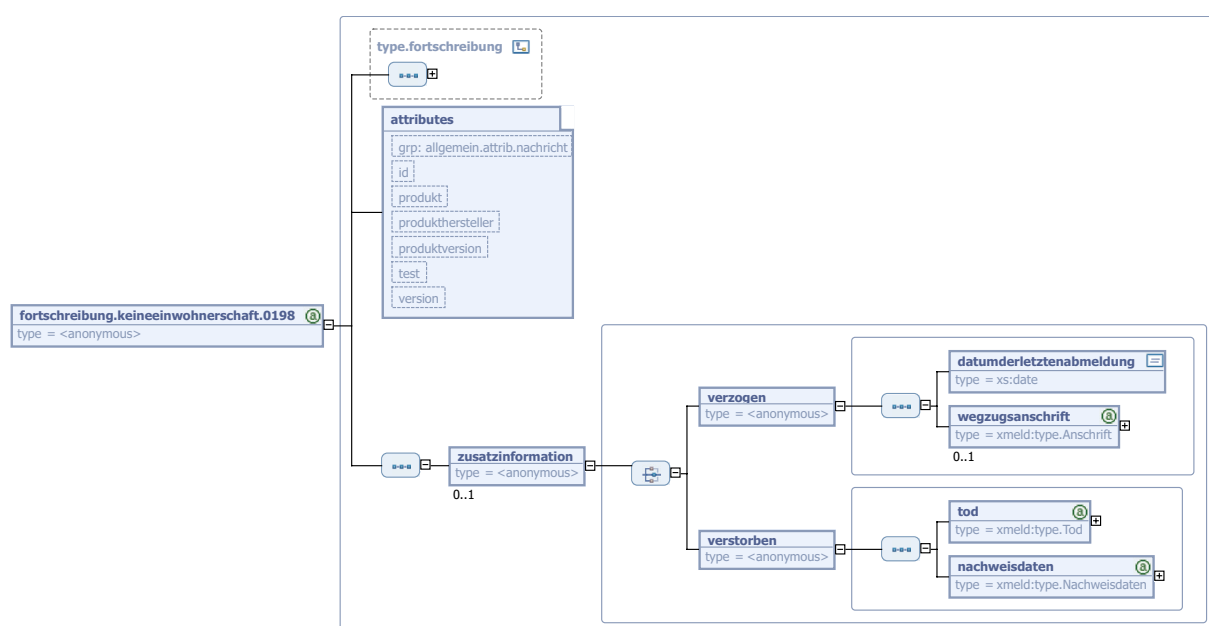 type.fortschreibung
attributes
grp: allgemein.attrib.nachricht
id
produkt
produkthersteller
produktversion
test
version
fortschreibung.keineeinwohnerschaft.0198 a
type = <anonymous>
zusatzinformation
type = <anonymous>
0..1
verzogen
type = <anonymous>
datumderletztenabmeldung
type = xs:date
wegzugsanschrift a
type = xmeld:type.Anschrift
0..1
verstorben
type = <anonymous>
tod a
type = xmeld:type.Tod
nachweisdaten a
type = xmeld:type.Nachweisdaten